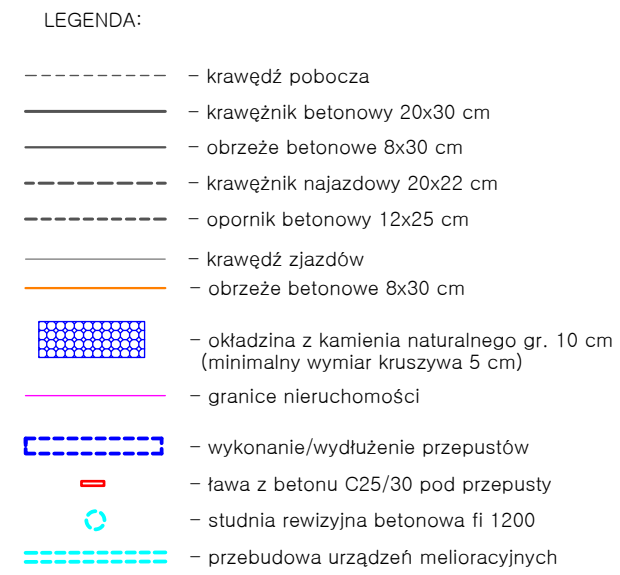 LEGENDA:
- krawędź pobocza
- krawężnik betonowy 20x30 cm
- obrzeże betonowe 8x30 cm
- krawężnik najazdowy 20x22 cm
- opornik betonowy 12x25 cm
- krawędź zjazdów
- obrzeże betonowe 8x30 cm
- okładzina z kamienia naturalnego gr. 10 cm
(minimalny wymiar kruszywa 5 cm)
- granice nieruchomości
- wykonanie/wydłużenie przepustów
- ława z betonu C25/30 pod przepusty
- studnia rewizyjna betonowa fi 1200
- przebudowa urządzeń melioracyjnych